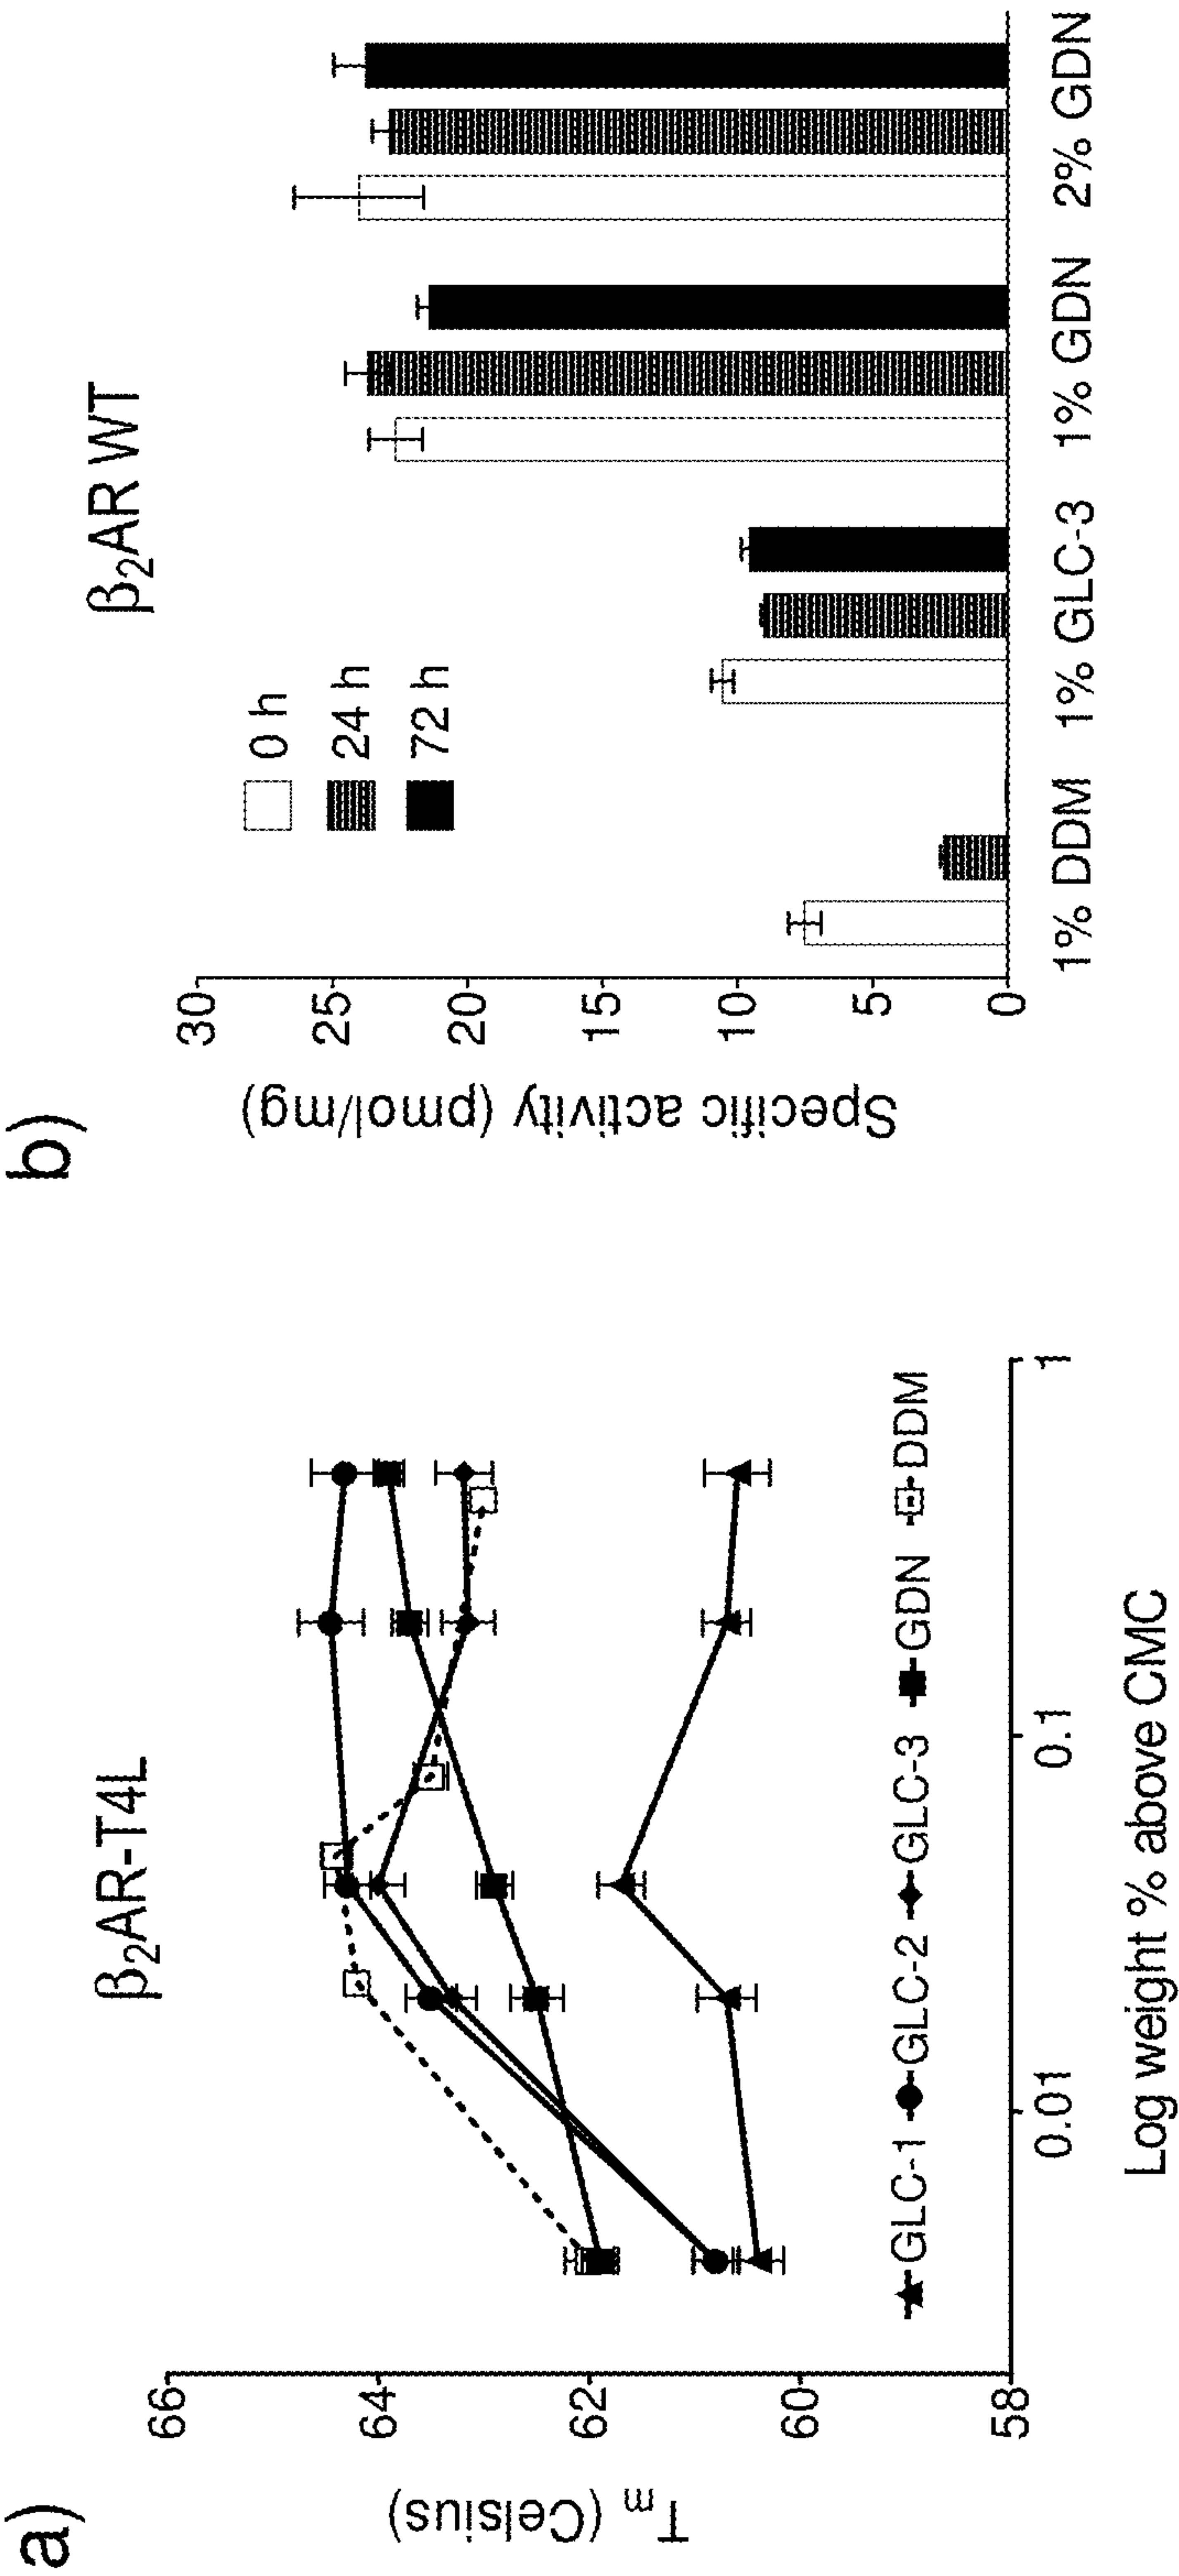 a)
β2AR-T4L
Tm (Celsius)
66
64
62
60
58
0.01
0.1
1
GLC-1 GLC-2 GLC-3 GDN DDM
Log weight % above CMC
b)
β2AR WT
Specific activity (pmol/mg)
30
25
20
15
10
5
0
0 h
24 h
72 h
1% DDM 1% GLC-3 1% GDN 2% GDN